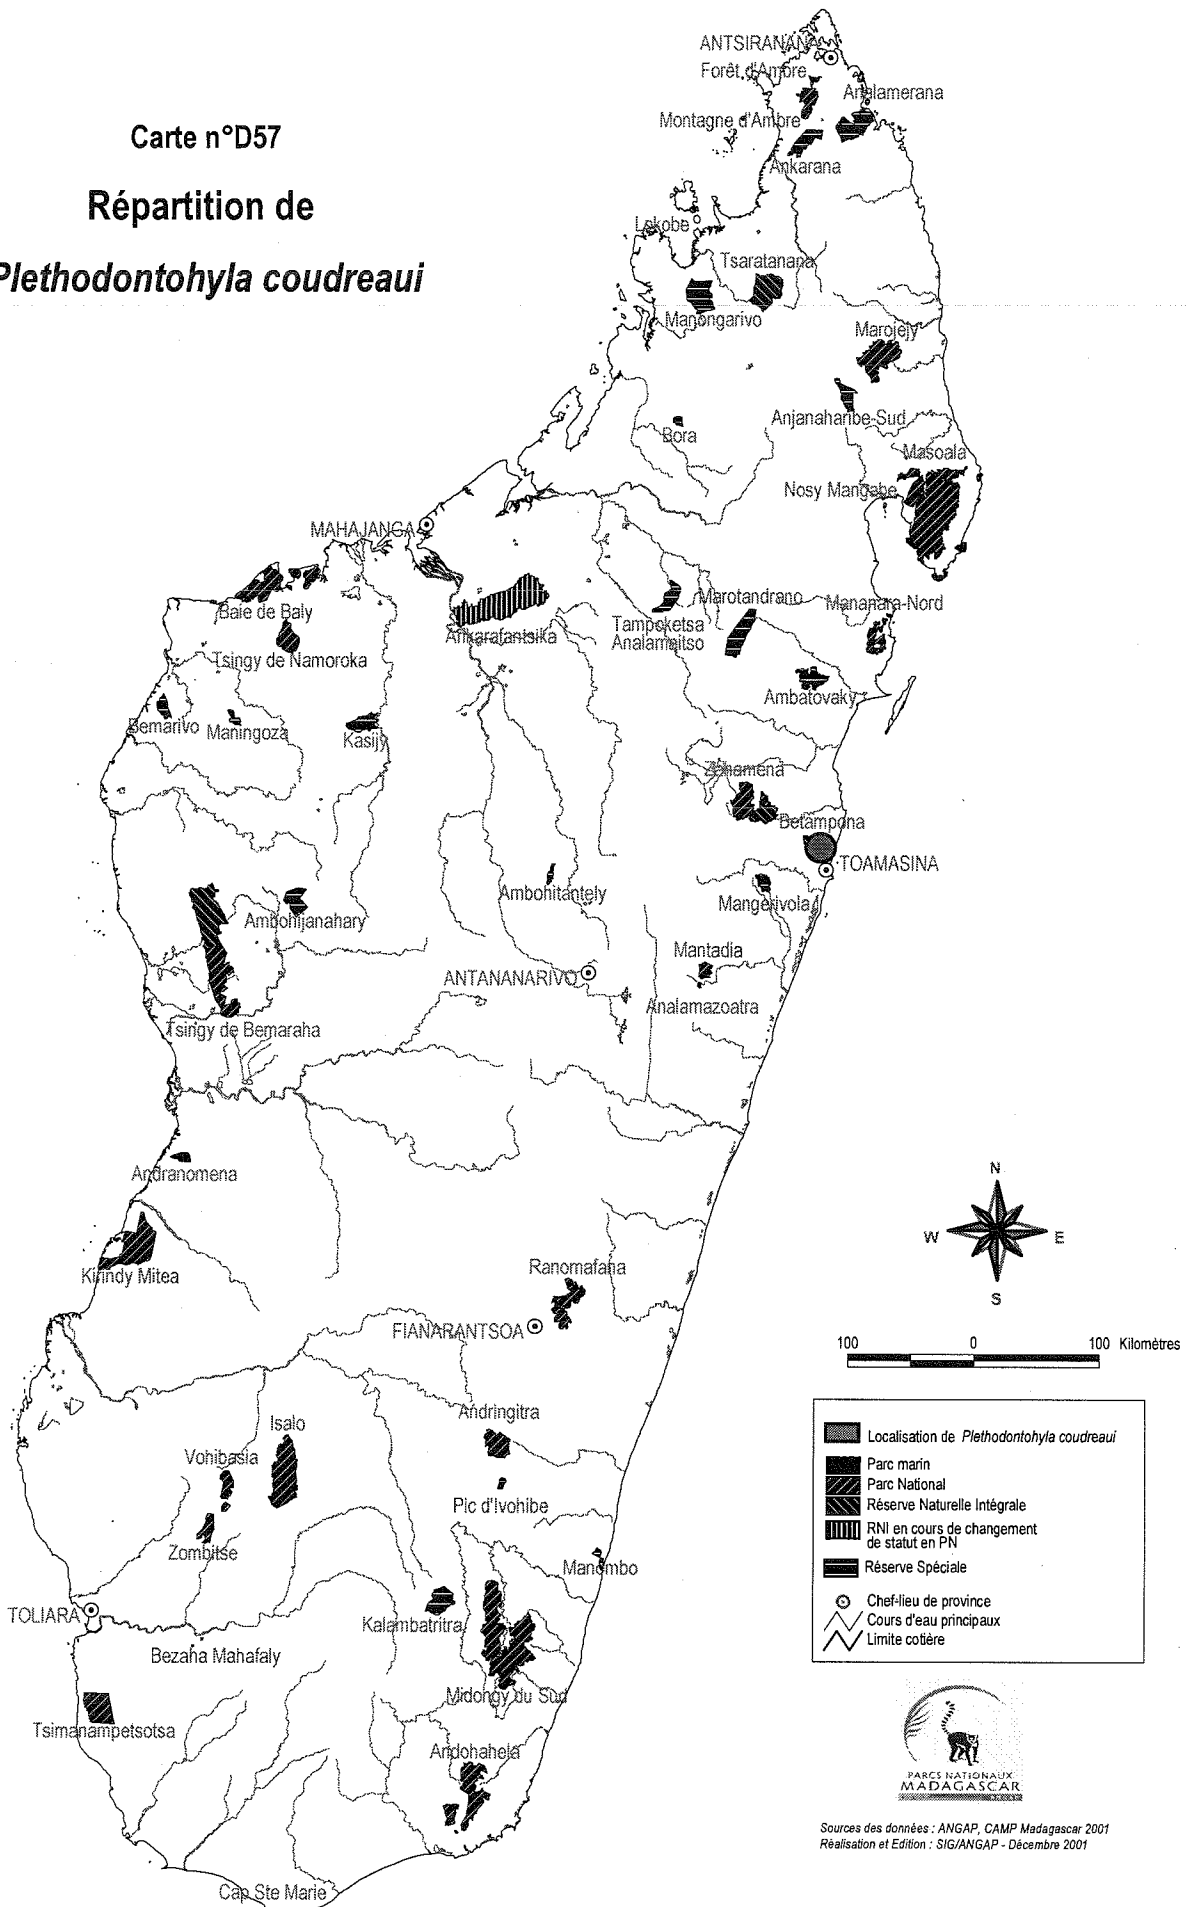 Carte n°D57
Répartition de
Plethodontohyla coudreaui
ANTSIRANANA
Forêt d'Ambre
Analamerana
Montagne d'Ambre
Ankarana
Lokobe
Tsaratanana
Manongarivo
Marojejy
Anjanaharibe-Sud
Bora
Masoala
Nosy Mangabe
MAHAJANGA
Baie de Baly
Ankarafantsika
Tampoketsa
Analamaitso
Marotandrano
Mananara-Nord
Tsingy de Namoroka
Ambatovaky
Bemarivo
Maningoza
Kasijy
Zahamena
Betampona
TOAMASINA
Ambohitantely
Mangerivola
Ambohijanahary
Mantadia
ANTANANARIVO
Analamazoatra
Tsingy de Bemaraha
Andranomena
Kirindy Mitea
Ranomafana
FIANARANTSOA
N
W
E
S
100
0
100 Kilomètres
Andringitra
Isalo
Vohibasia
Pic d'Ivohibe
Zombitse
Manombo
TOLIARA
Kalambatritra
Bezaha Mahafaly
Midongy du Sud
Tsimanampetsotsa
Andohahela
Cap Ste Marie
Localisation de Plethodontohyla coudreaui
Parc marin
Parc National
Réserve Naturelle Intégrale
RNI en cours de changement
de statut en PN
Réserve Spéciale
Chef-lieu de province
Cours d'eau principaux
Limite cotière
PARCS NATIONAUX
MADAGASCAR
Sources des données : ANGAP, CAMP Madagascar 2001
Réalisation et Edition : SIG/ANGAP - Décembre 2001